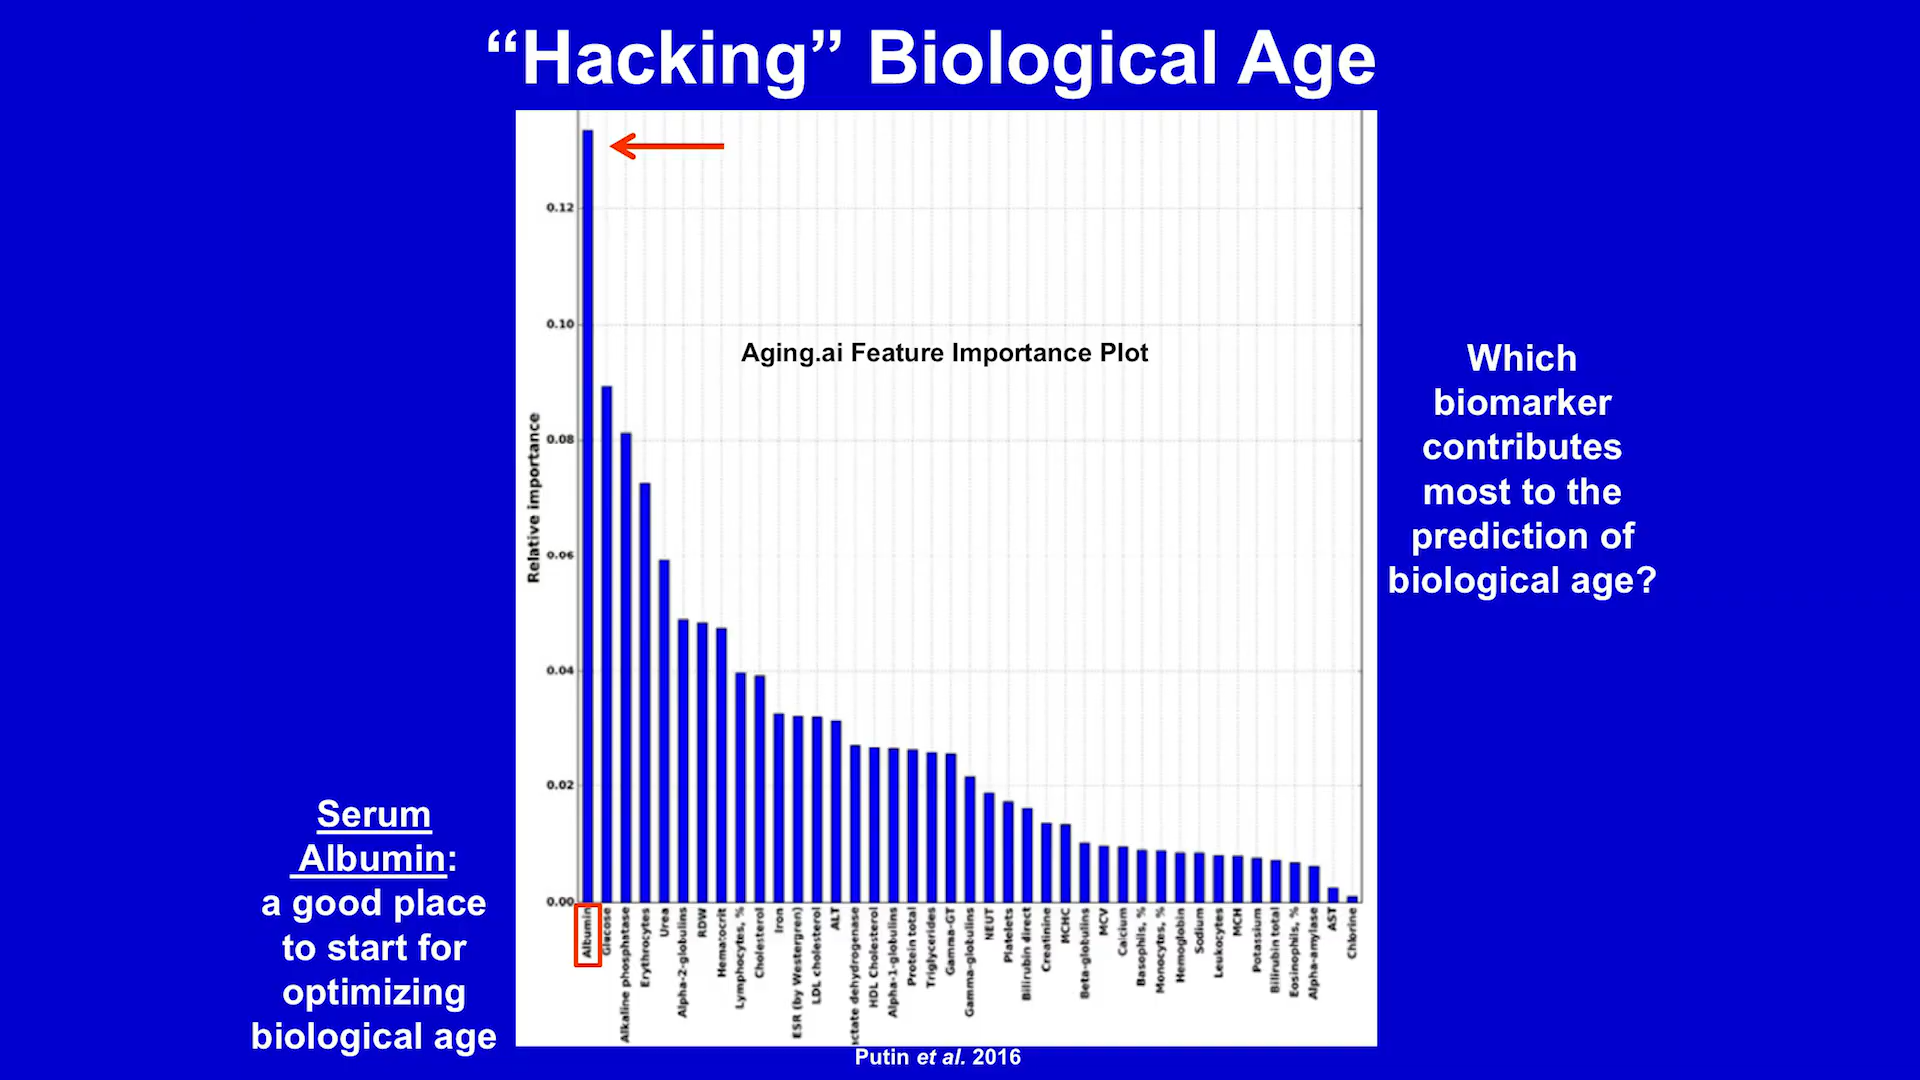 “Hacking” Biological Age
Aging.ai Feature Importance Plot
Relative importance
0.12
0.10
0.08
0.06
0.04
0.02
0.00
Albumin
Glucose
Alkaline phosphatase
Erythrocytes
Urea
Alpha-2-globulins
RDW
Hematocrit
Lymphocytes, %
Cholesterol
Iron
ESR (by Westergren)
LDL cholesterol
ALT
actate dehydrogenase
HDL Cholesterol
Alpha-1-globulins
Protein total
Triglycerides
Gamma-GT
Gamma-globulins
NEUT
Platelets
Bilirubin direct
Creatinine
MCHC
Beta-globulins
MCV
Calcium
Basophils, %
Monocytes, %
Hemoglobin
Sodium
Leukocytes
MCH
Potassium
Bilirubin total
Eosinophils, %
Alpha-amylase
AST
Chlorine
Which
biomarker
contributes
most to the
prediction of
biological age?
Serum
Albumin:
a good place
to start for
optimizing
biological age
Putin et al. 2016